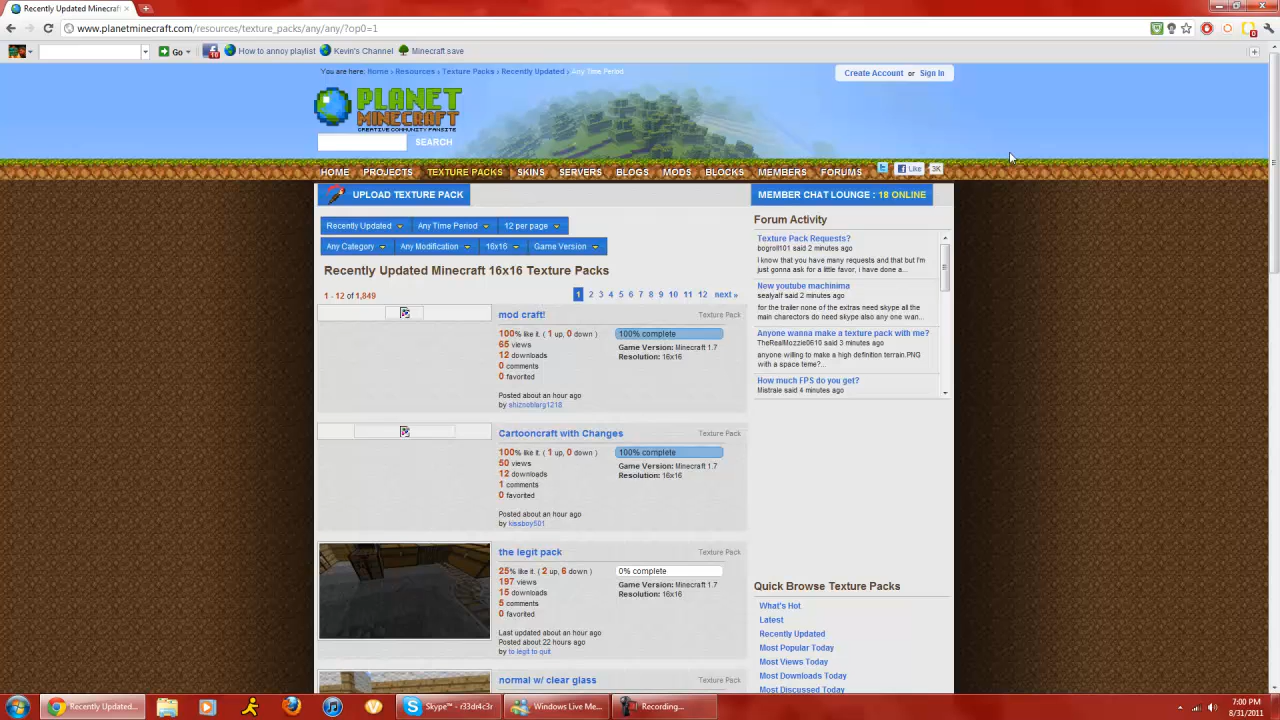 Recently Updated Minecraf
www.planetminecraft.com/resources/texture_packs/any/any/?op0=1
Go
How to annoy playlist
Kevin's Channel
Minecraft save
You are here: Home › Resources › Texture Packs › Recently Updated › Any Time Period
Create Account or Sign In
PLANET
MINECRAFT
CREATIVE COMMUNITY FANSITE
SEARCH
HOME PROJECTS TEXTURE PACKS SKINS SERVERS BLOGS MODS BLOCKS MEMBERS FORUMS Like 3K
UPLOAD TEXTURE PACK
MEMBER CHAT LOUNGE : 18 ONLINE
Recently Updated Any Time Period 12 per page
Any Category Any Modification 16x16 Game Version
Recently Updated Minecraft 16x16 Texture Packs
1 - 12 of 1,849
1 2 3 4 5 6 7 8 9 10 11 12 next »
mod craft!
Texture Pack
100% like it. ( 1 up, 0 down )
65 views
12 downloads
0 comments
0 favorited
100% complete
Game Version: Minecraft 1.7
Resolution: 16x16
Posted about an hour ago
by shizneblarg1218
Cartooncraft with Changes
Texture Pack
100% like it. ( 1 up, 0 down )
50 views
12 downloads
1 comments
0 favorited
100% complete
Game Version: Minecraft 1.7
Resolution: 16x16
Posted about an hour ago
by kissboy501
the legit pack
Texture Pack
25% like it. ( 2 up, 6 down )
197 views
15 downloads
5 comments
0 favorited
0% complete
Game Version: Minecraft 1.7
Resolution: 16x16
Last updated about an hour ago
Posted about 22 hours ago
by to legit to quit
normal w/ clear glass
Texture Pack
Forum Activity
Texture Pack Requests?
bogroll101 said 2 minutes ago
I know that you have many requests and that but I'm
just gonna ask for a little favor, i have done a...
New youtube machinima
sealyalf said 2 minutes ago
for the trailer none of the extras need skype all the
main charectors do need skype also any one wan...
Anyone wanna make a texture pack with me?
TheRealMozzie0610 said 3 minutes ago
anyone willing to make a high definition terrain.PNG
with a space teme?...
How much FPS do you get?
Mistrale said 4 minutes ago
Quick Browse Texture Packs
What's Hot
Latest
Recently Updated
Most Popular Today
Most Views Today
Most Downloads Today
Most Discussed Today
Recently Updated...
Skype™ - r33dr4c3r
Windows Live Me...
Recording...
7:00 PM
8/31/2011